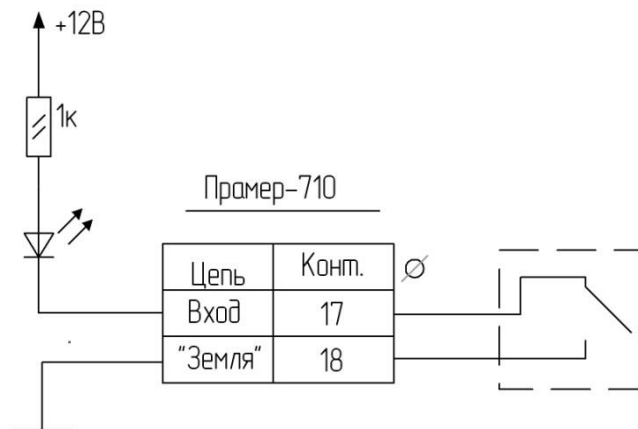 +12В
1к
Прамер-710
Цепь Конт.
Вход 17
"Земля" 18